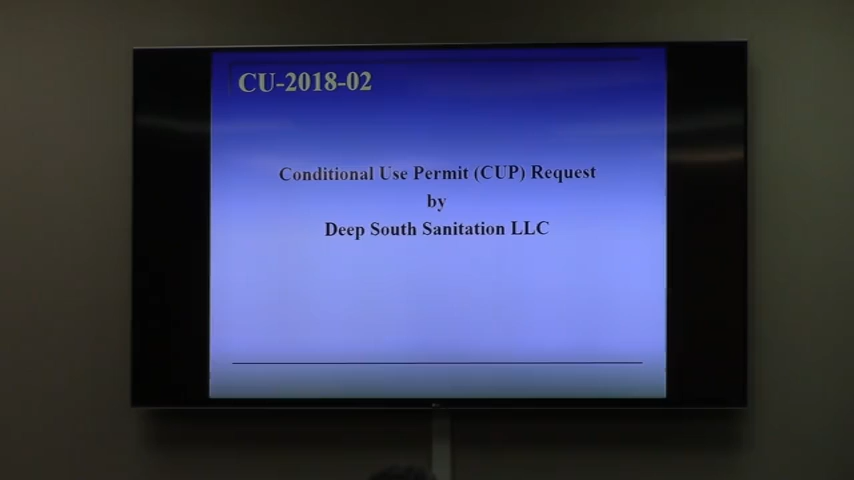 CU-2018-02
Conditional Use Permit (CUP) Request
by
Deep South Sanitation LLC